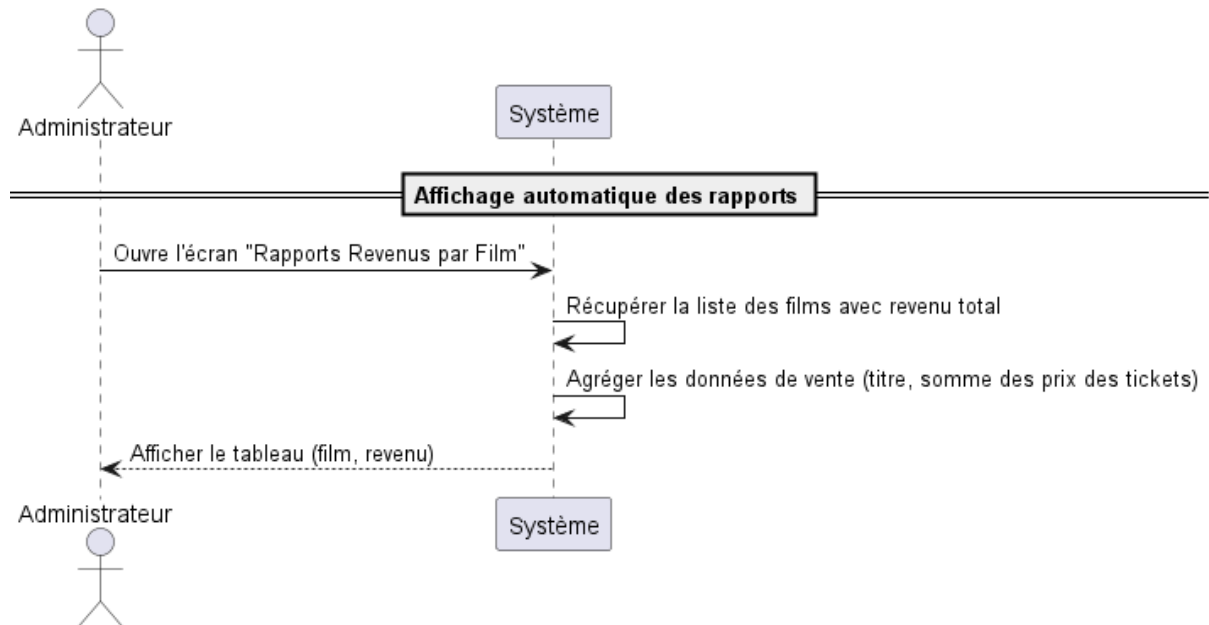 Administrateur
Système
Affichage automatique des rapports
Ouvre l'écran "Rapports Revenus par Film"
Récupérer la liste des films avec revenu total
Agréger les données de vente (titre, somme des prix des tickets)
Afficher le tableau (film, revenu)
Administrateur
Système